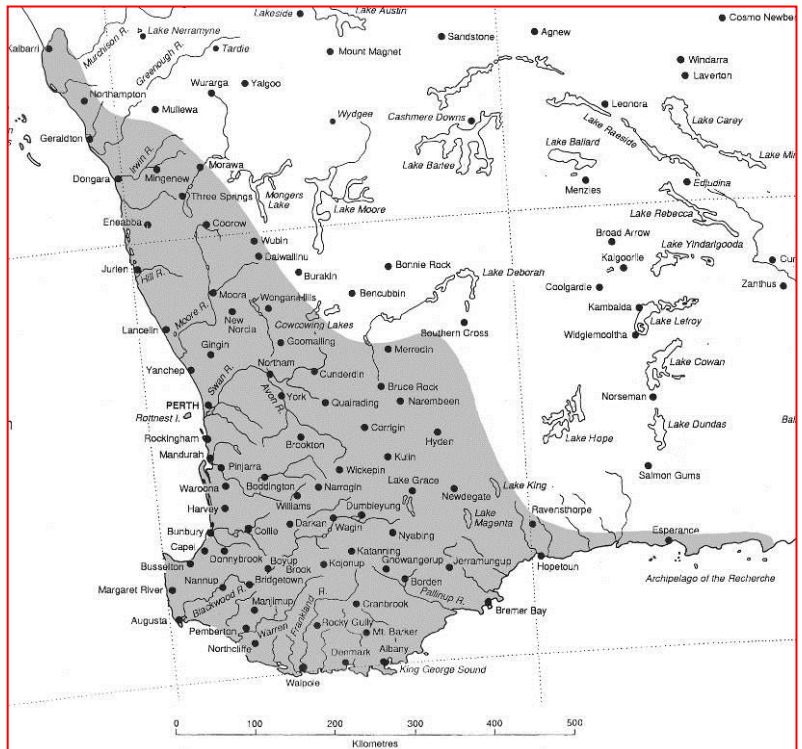 Lakeside
Lake Austin
Cosmo Newber
Lake Nerramyne
Sandstone
Agnew
Kalbarri
Murchison R.
Tardie
Mount Magnet
Windarra
Greenough R.
Laverton
Wurarga
Yalgoo
Northampton
Mullewa
Wydgee
Cashmere Downs
Leonora
Lake Carey
Geraldton
Lake Raeside
Lake Ballard
Lake Barlee
Lake Min
Irwin R.
Morawa
Mingenew
Dongara
Menzies
Edjudina
Three Springs
Mongers
Lake
Lake Moore
Lake Rebecca
Eneabba
Coorow
Broad Arrow
Lake Yindarlgooda
Wubin
Dalwallinu
Kalgoorlie
Cun
Jurien
Hill R.
Burakin
Bonnie Rock
Lake Deborah
Coolgardie
Zanthus
Moora
Wongan Hills
Bencubbin
Kambalda
Moore R.
New
Norcia
Cowcowing Lakes
Lake Lefroy
Lancelin
Southern Cross
Widgiemooltha
Gingin
Goomalling
Merredin
Lake Cowan
Yanchep
Northam
Cunderdin
Swan R.
Avon R.
Bruce Rock
Norseman
PERTH
York
Quairading
Narembeen
Rottnest I.
Lake Dundas
Bal
Rockingham
Brookton
Corrigin
Hyden
Lake Hope
Mandurah
Kulin
Pinjarra
Wickepin
Salmon Gums
Waroona
Boddington
Narrogin
Lake Grace
Lake King
Newdegate
Williams
Harvey
Dumbleyung
Lake
Magenta
Ravensthorpe
Darkan
Wagin
Bunbury
Collie
Nyabing
Esperance
Capel
Donnybrook
Katanning
Busselton
Boyup
Brook
Kojonup
Gnowangerup
Jerramungup
Hopetoun
Nannup
Bridgetown
Borden
Archipelago of the Recherche
Margaret River
Blackwood R.
Pallinup R.
Manjimup
Frankland R.
Cranbrook
Bremer Bay
Augusta
Pemberton
Warren
Rocky Gully
Mt. Barker
Northcliffe
Denmark
Albany
King George Sound
Walpole
0 100 200 300 400 500
Kilometres